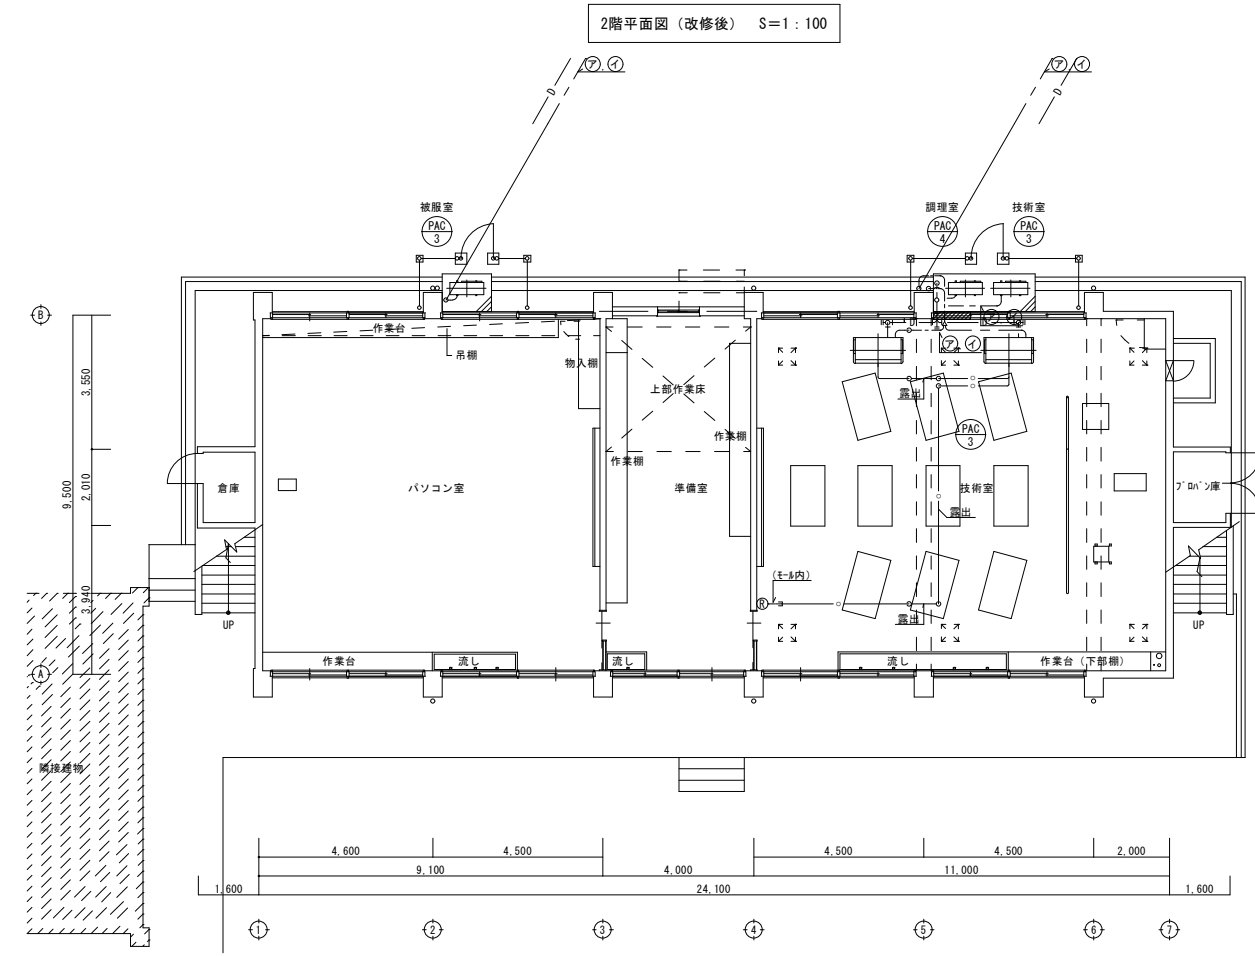 2階平面図（改修後）　S＝1：100
ア イ
ア イ
D
D
被服室
PAC
3
調理室
PAC
4
技術室
PAC
3
B
作業台
吊棚
物入棚
上部作業床
作業棚
作業棚
ア イ
ア イ
露出
PAC
3
3,550
2,010
9,500
3,940
倉庫
パソコン室
準備室
技術室
プロパン庫
露出
(モール内)
R
露出
UP
UP
作業台
流し
流し
流し
作業台（下部棚）
A
隣接建物
4,600
4,500
4,500
4,500
2,000
9,100
4,000
11,000
1,600
24,100
1,600
1
2
3
4
5
6
7